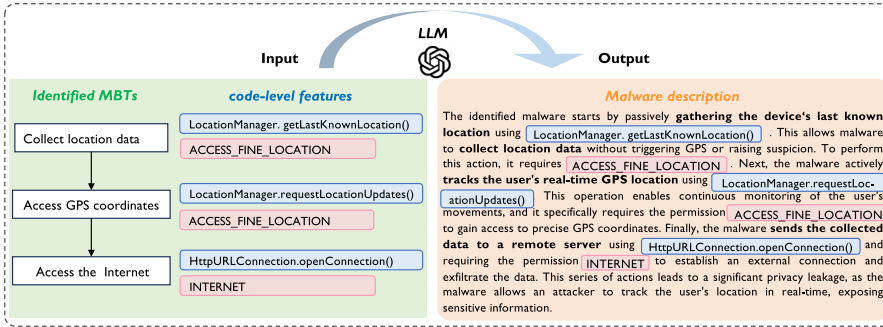 LLM
Input
Output
Identified MBTs
code-level features
Collect location data
LocationManager. getLastKnownLocation()
ACCESS_FINE_LOCATION
Access GPS coordinates
LocationManager.requestLocationUpdates()
ACCESS_FINE_LOCATION
Access the Internet
HttpURLConnection.openConnection()
INTERNET
Malware description
The identified malware starts by passively gathering the device‘s last known
location using LocationManager. getLastKnownLocation() . This allows malware
to collect location data without triggering GPS or raising suspicion. To perform
this action, it requires ACCESS_FINE_LOCATION . Next, the malware actively
tracks the user's real-time GPS location using LocationManager.requestLoc-
ationUpdates() This operation enables continuous monitoring of the user's
movements, and it specifically requires the permission ACCESS_FINE_LOCATION
to gain access to precise GPS coordinates. Finally, the malware sends the collected
data to a remote server using HttpURLConnection.openConnection() and
requiring the permission INTERNET to establish an external connection and
exfiltrate the data. This series of actions leads to a significant privacy leakage, as the
malware allows an attacker to track the user's location in real-time, exposing
sensitive information.